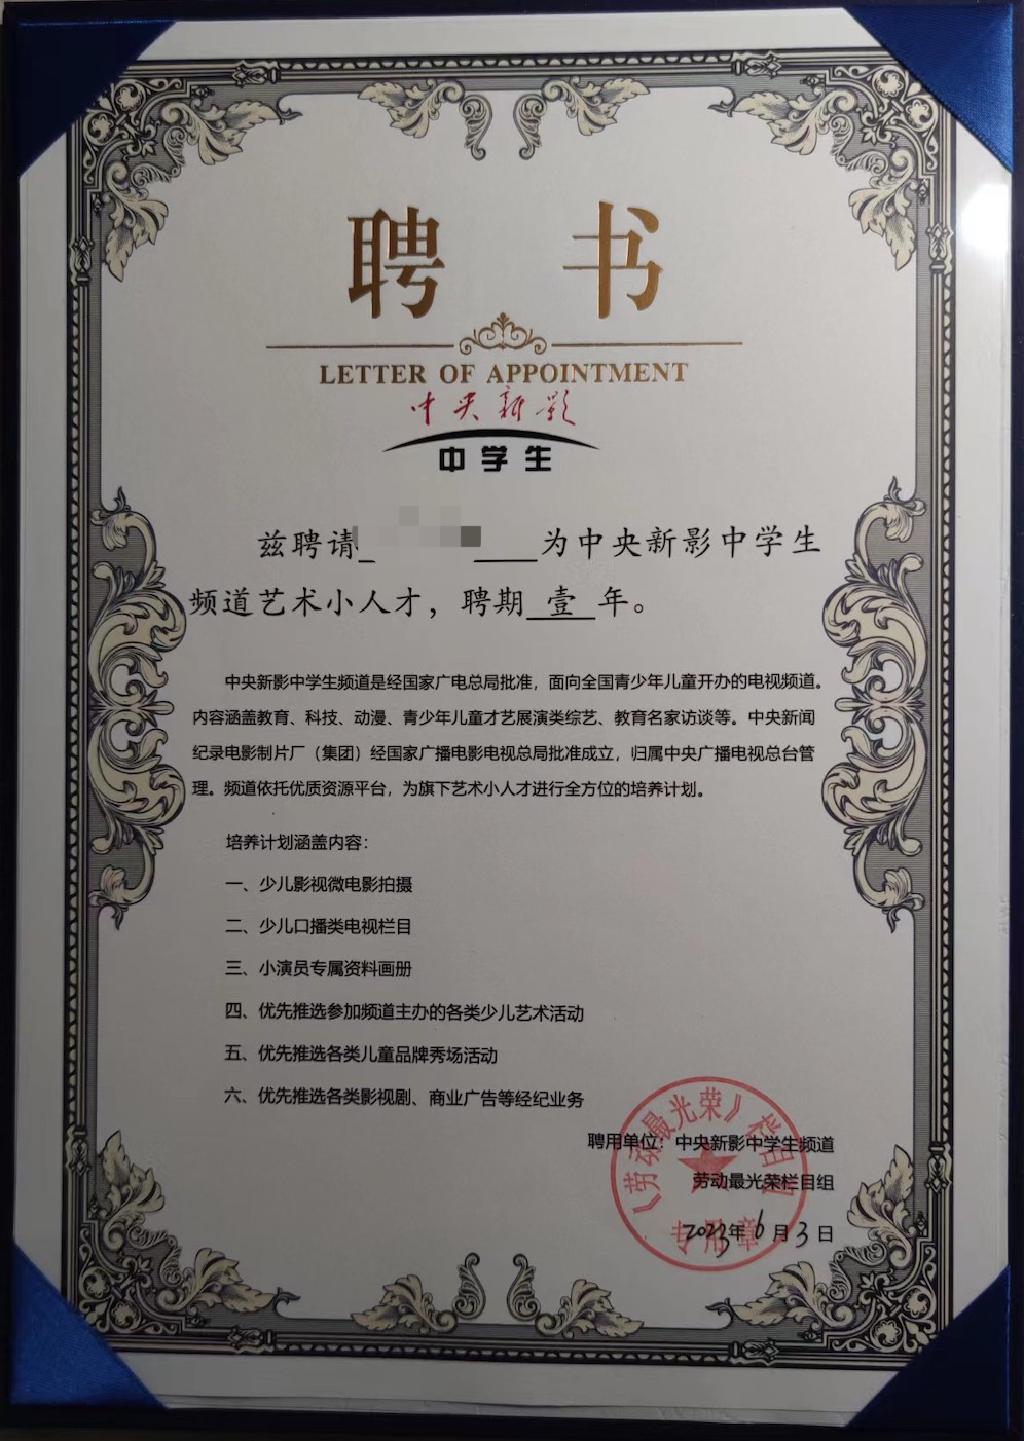 聘书
LETTER OF APPOINTMENT
中央新影
中学生
兹聘请 为中央新影中学生
频道艺术小人才，聘期 壹 年。
中央新影中学生频道是经国家广电总局批准，面向全国青少年儿童开办的电视频道。
内容涵盖教育、科技、动漫、青少年儿童才艺展演类综艺、教育名家访谈等。中央新闻
纪录电影制片厂（集团）经国家广播电影电视总局批准成立，归属中央广播电视总台管
理。频道依托优质资源平台，为旗下艺术小人才进行全方位的培养计划。
培养计划涵盖内容：
一、少儿影视微电影拍摄
二、少儿口播类电视栏目
三、小演员专属资料画册
四、优先推选参加频道主办的各类少儿艺术活动
五、优先推选各类儿童品牌秀场活动
六、优先推选各类影视剧、商业广告等经纪业务
聘用单位：中央新影中学生频道
劳动最光荣栏目组
2023年6月3日
《劳动最光荣》栏目组
专用章